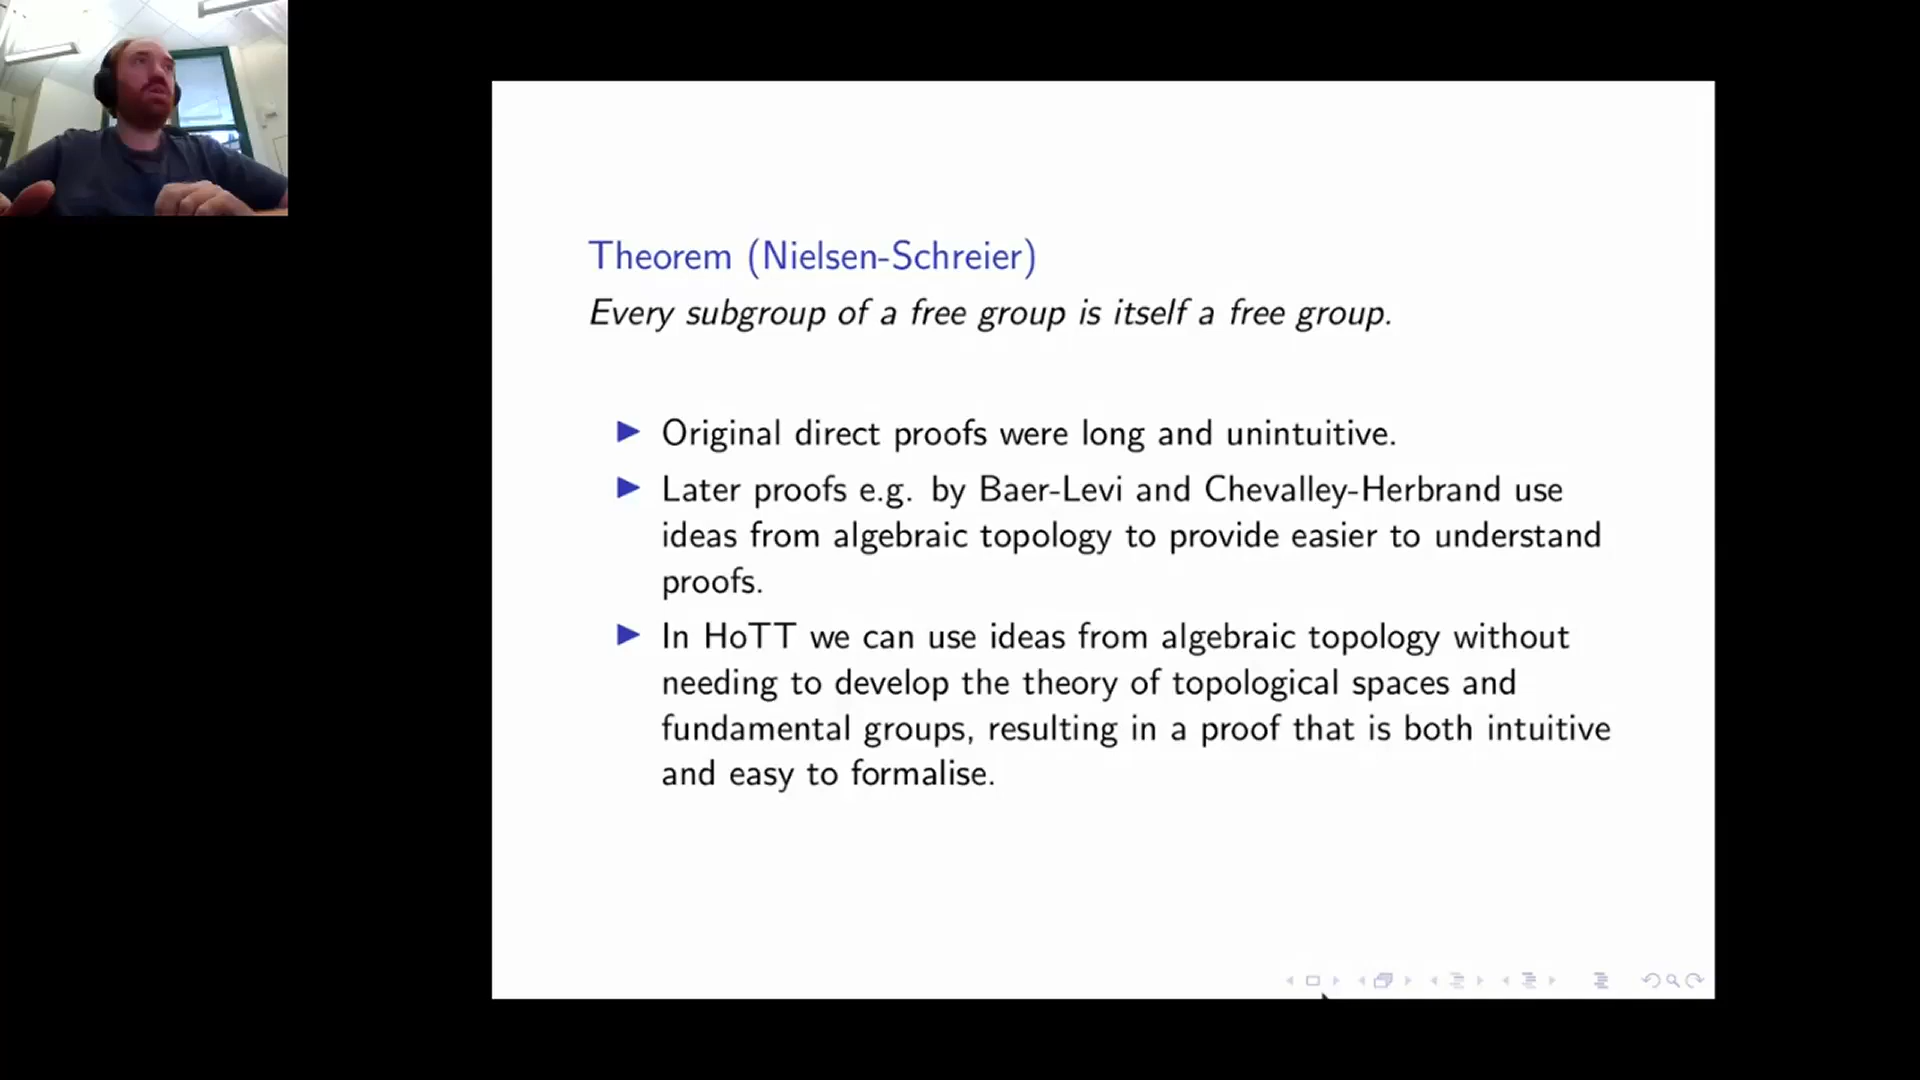 Theorem (Nielsen-Schreier)
Every subgroup of a free group is itself a free group.
Original direct proofs were long and unintuitive.
Later proofs e.g. by Baer-Levi and Chevalley-Herbrand use
ideas from algebraic topology to provide easier to understand
proofs.
In HoTT we can use ideas from algebraic topology without
needing to develop the theory of topological spaces and
fundamental groups, resulting in a proof that is both intuitive
and easy to formalise.